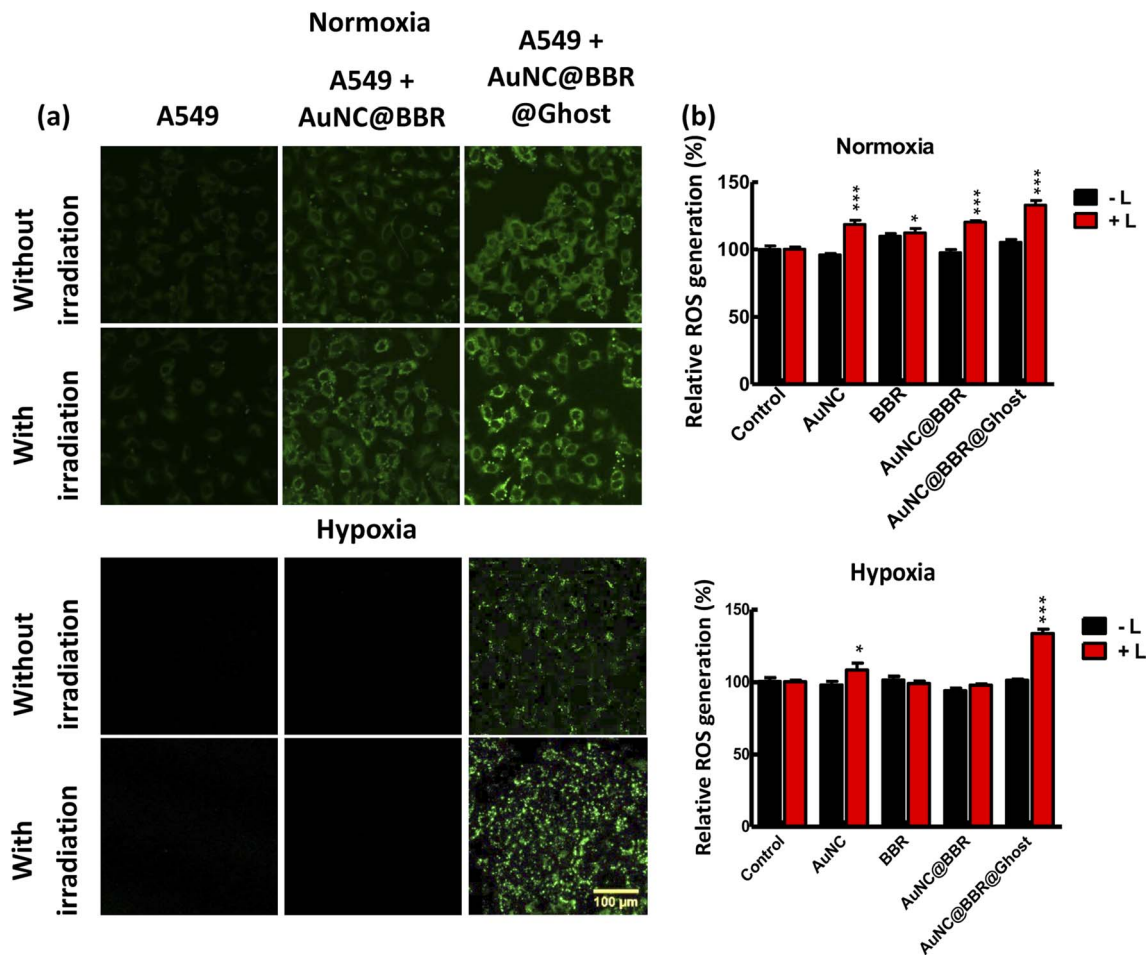 (a)
Normoxia
A549
A549 +
AuNC@BBR
A549 +
AuNC@BBR
@Ghost
Without
irradiation
With
irradiation
Hypoxia
Without
irradiation
With
irradiation
100 µm
(b)
Normoxia
Relative ROS generation (%)
150
100
50
0
***
*
***
***
- L
+ L
Control
AuNC
BBR
AuNC@BBR
AuNC@BBR@Ghost
Hypoxia
Relative ROS generation (%)
150
100
50
0
*
***
- L
+ L
Control
AuNC
BBR
AuNC@BBR
AuNC@BBR@Ghost